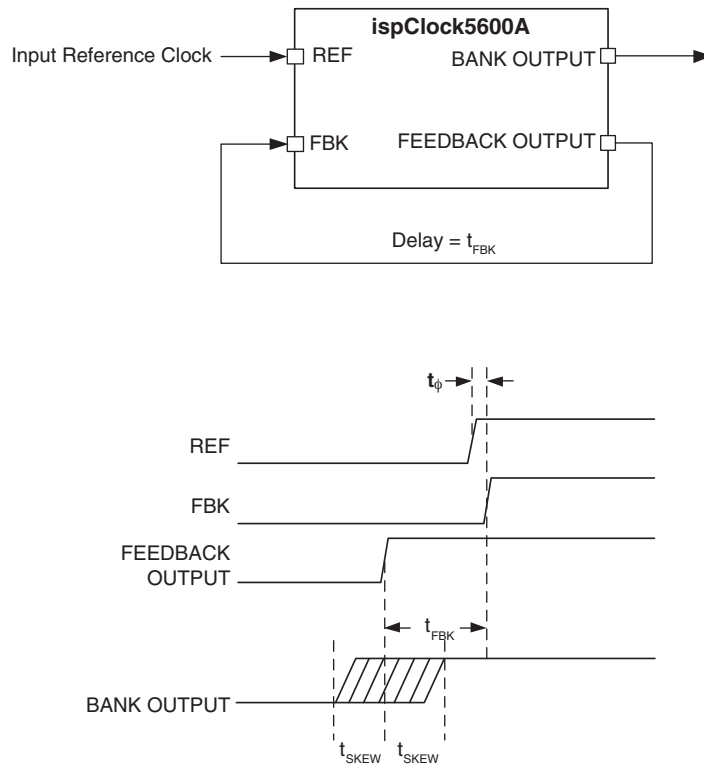 ispClock5600A
Input Reference Clock
REF
BANK OUTPUT
FBK
FEEDBACK OUTPUT
Delay = tFBK
tϕ
REF
FBK
FEEDBACK
OUTPUT
tFBK
BANK OUTPUT
tSKEW tSKEW